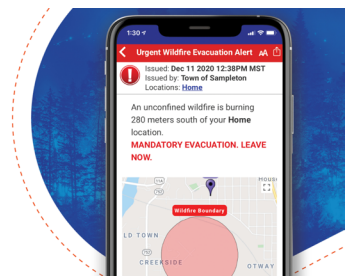 1:30
Urgent Wildfire Evacuation Alert AA
Issued: Dec 11 2020 12:38PM MST
Issued by: Town of Sampleton
Locations: Home
An unconfined wildfire is burning
280 meters south of your Home
location.
MANDATORY EVACUATION. LEAVE
NOW.
Wildfire Boundary
LD TOWN
CREEKSIDE
OTWAY